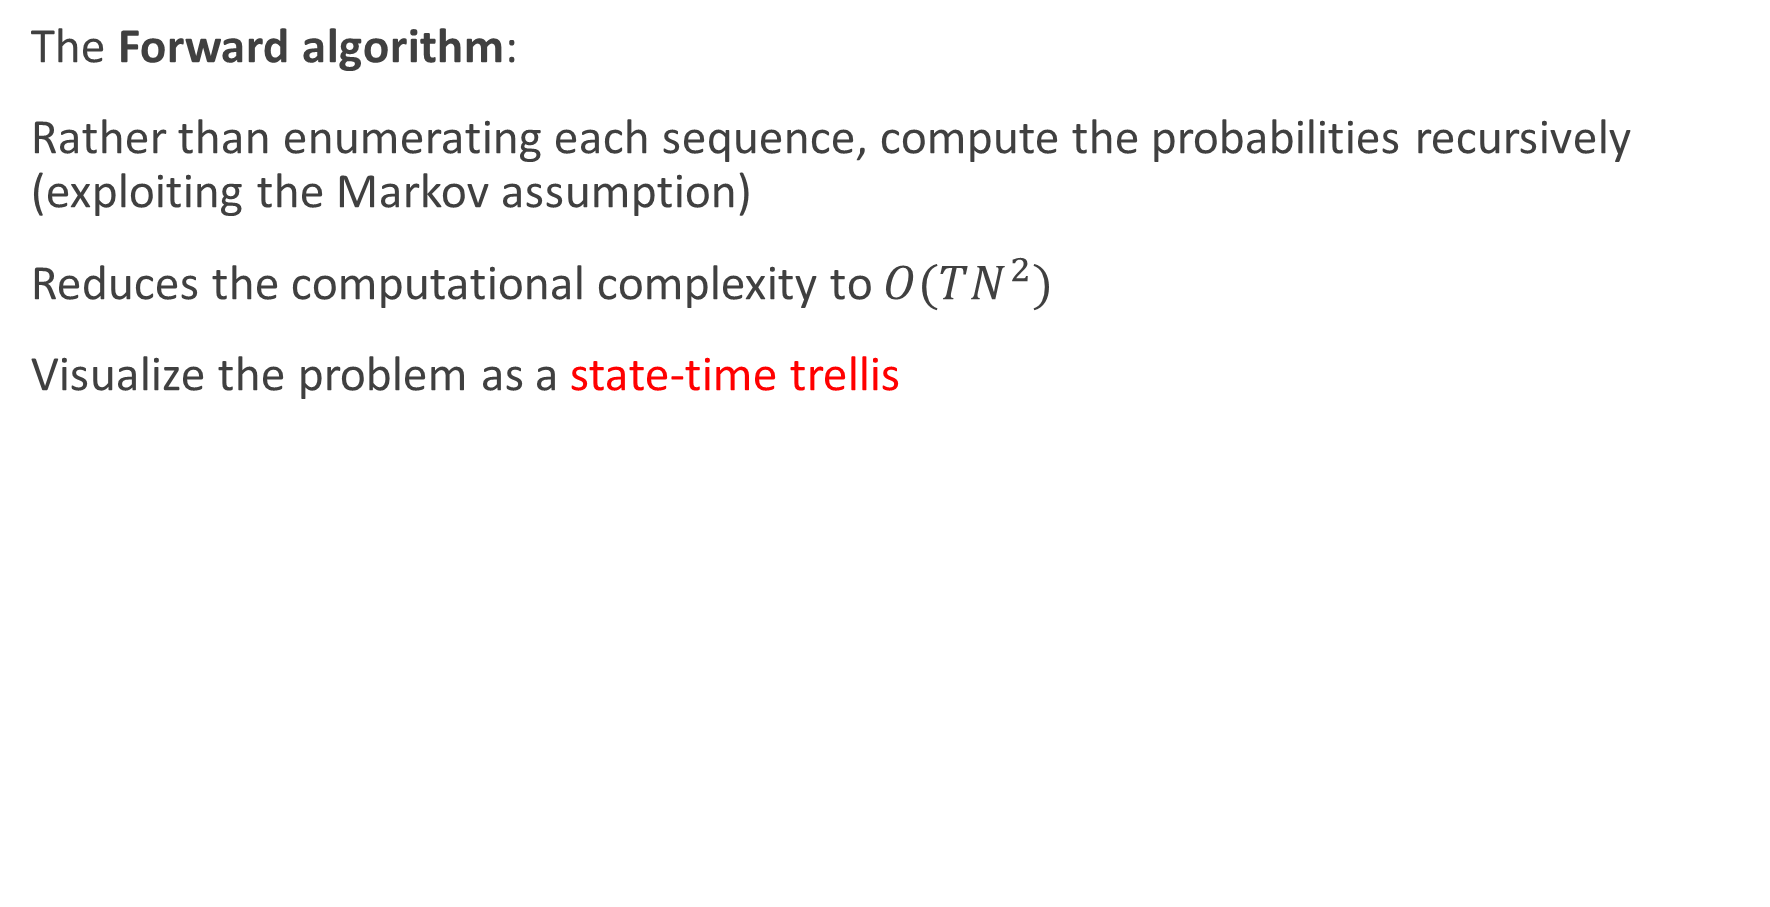 The Forward algorithm:
Rather than enumerating each sequence, compute the probabilities recursively
(exploiting the Markov assumption)
Reduces the computational complexity to O(TN²)
Visualize the problem as a state-time trellis